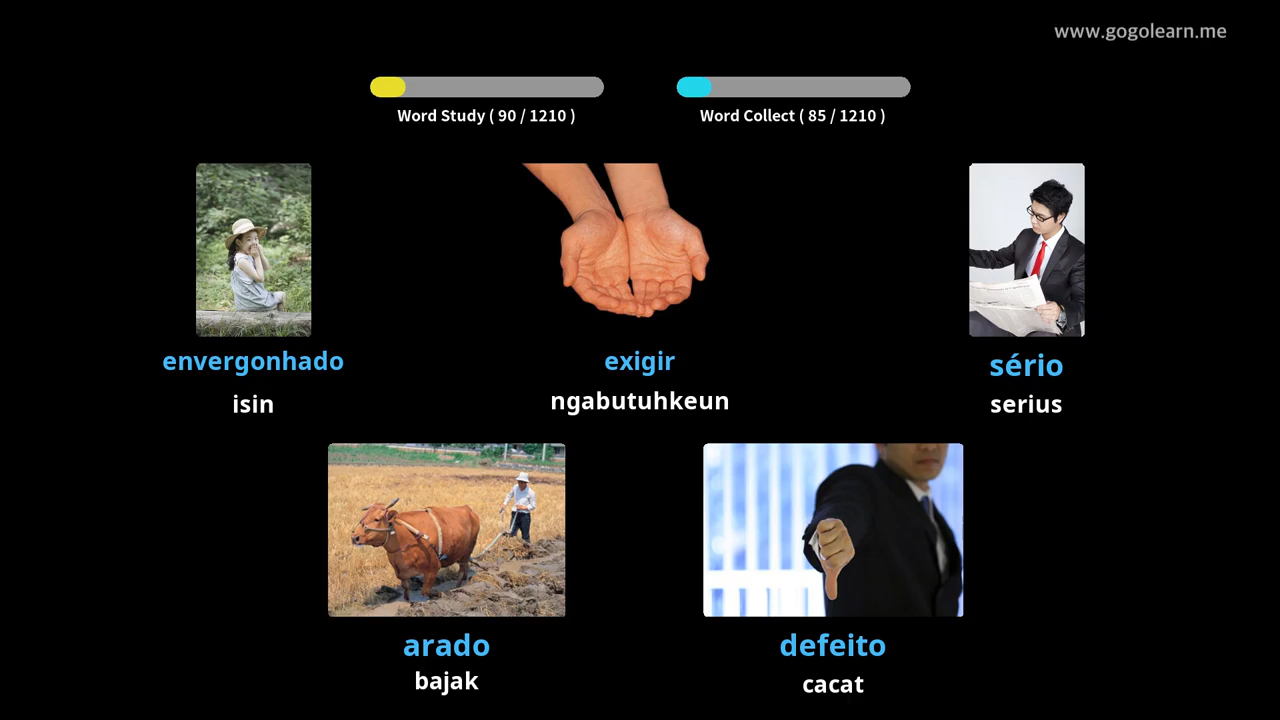 www.gogolearn.me
Word Study ( 90 / 1210 )
Word Collect ( 85 / 1210 )
envergonhado
isin
exigir
ngabutuhkeun
sério
serius
arado
bajak
defeito
cacat